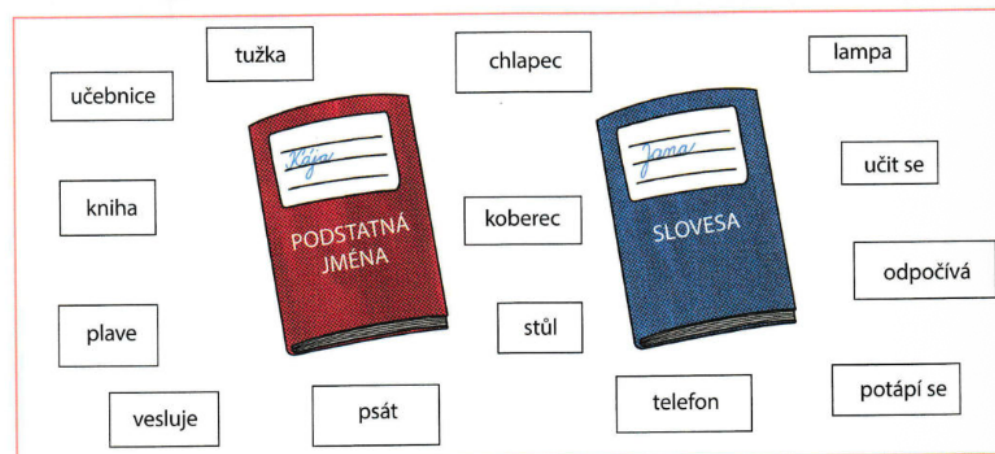 tužka
chlapec
lampa
učebnice
Kája
Jana
učit se
kniha
koberec
PODSTATNÁ
JMÉNA
SLOVESA
odpočívá
plave
stůl
vesluje
psát
telefon
potápí se